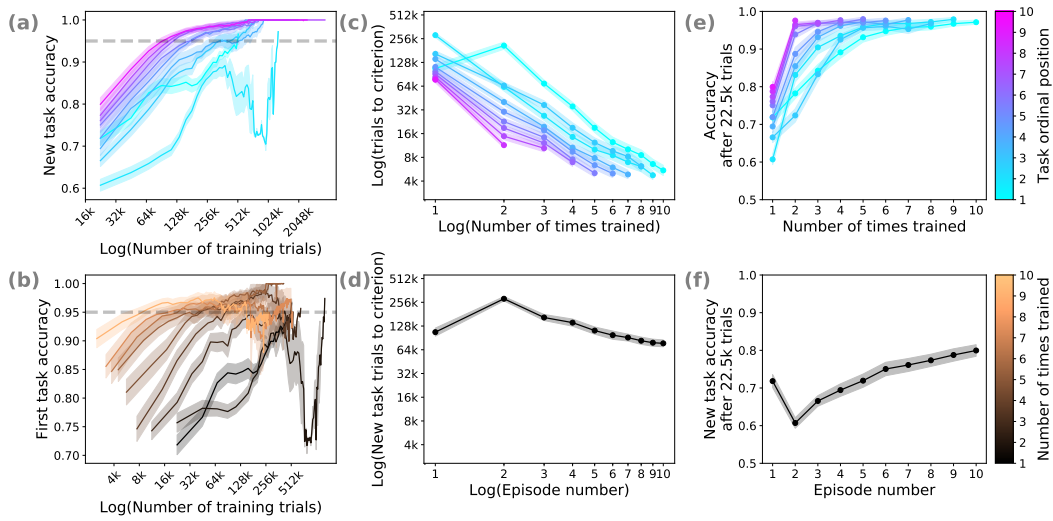 (a)
New task accuracy
1.0
0.9
0.8
0.7
0.6
16k
32k
64k
128k
256k
512k
1024k
2048k
Log(Number of training trials)
(c)
Log(trials to criterion)
512k
256k
128k
64k
32k
16k
8k
4k
1 2 3 4 5 6 7 8 9 10
Log(Number of times trained)
(e)
Accuracy
after 22.5k trials
1.0
0.9
0.8
0.7
0.6
0.5
1 2 3 4 5 6 7 8 9 10
Number of times trained
10
9
8
7
6
5
4
3
2
1
Task ordinal position
(b)
First task accuracy
1.00
0.95
0.90
0.85
0.80
0.75
0.70
4k
8k
16k
32k
64k
128k
256k
512k
Log(Number of training trials)
(d)
Log(New task trials to criterion)
512k
256k
128k
64k
32k
16k
8k
4k
1 2 3 4 5 6 7 8 9 10
Log(Episode number)
(f)
New task accuracy
after 22.5k trials
1.0
0.9
0.8
0.7
0.6
0.5
1 2 3 4 5 6 7 8 9 10
Episode number
10
9
8
7
6
5
4
3
2
1
Number of times trained